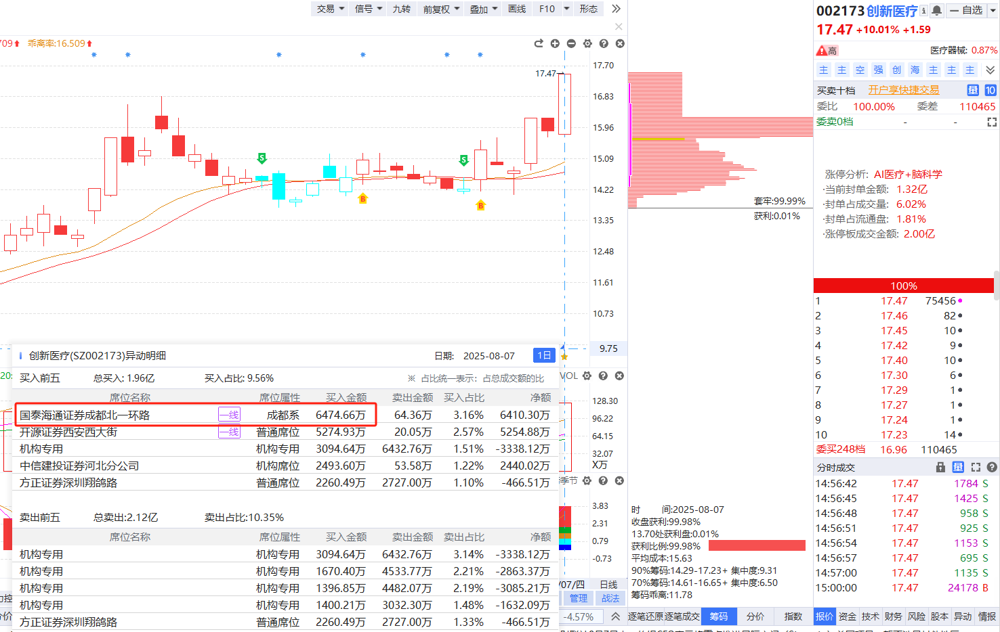 交易 信号 九转 前复权 叠加 画线 F10 形态
709 乖离率:16.509
17.70
17.47
16.83
15.96
15.09
14.22
13.35
12.48
11.61
10.73
9.75
S
S
B
B
套牢:99.99%
获利:0.01%
创新医疗(SZ002173)异动明细 日期: 2025-08-07 1日
买入前五 总买入: 1.96亿 买入占比: 9.56% ※ 占比统一表示: 占总成交额的比
席位名称 席位属性 买入金额 卖出金额 买入占比 净额
国泰海通证券成都北一环路 一线 成都系 6474.66万 64.36万 3.16% 6410.30万
开源证券西安西大街 一线 普通席位 5274.93万 20.05万 2.57% 5254.88万
机构专用 机构专用 3094.64万 6432.76万 1.51% -3338.12万
中信建投证券河北分公司 机构席位 2493.60万 53.58万 1.22% 2440.02万
方正证券深圳翔鸽路 普通席位 2260.49万 2727.00万 1.10% -466.51万
卖出前五 总卖出:2.12亿 卖出占比:10.35%
席位名称 席位属性 买入金额 卖出金额 卖出占比 净额
机构专用 机构专用 3094.64万 6432.76万 3.14% -3338.12万
机构专用 机构专用 1670.40万 4533.77万 2.21% -2863.37万
机构专用 机构专用 1396.85万 4482.07万 2.19% -3085.21万
机构专用 机构专用 1400.21万 3032.30万 1.48% -1632.09万
方正证券深圳翔鸽路 普通席位 2260.49万 2727.00万 1.33% -466.51万
20:
VOL
128.30
96.22
64.15
32.07
X万
季节
3.83
2.31
0.79
-0.73
/07/四 日线
管理 战法
-4.57%
时 间:2025-08-07
收盘获利:99.98%
13.70处获利盘:0.01%
获利比例:99.98%
平均成本:15.63
90%筹码:14.29-17.23+ 集中度:9.31
70%筹码:14.61-16.65+ 集中度:6.50
筹码乖离:11.78
逐笔还原 逐笔成交 筹码 分价 指数
002173 创新医疗 自选
17.47 +10.01% +1.59
高 医疗器械: 0.87%
主 主 空 强 创 海 主 主 主
买卖十档 开户享快捷交易 量 10
委比 100.00% 委差 110465
委卖0档 - -
涨停分析: AI医疗+脑科学
·当前封单金额: 1.32亿
·封单占成交量: 6.02%
·封单占流通盘: 1.81%
·涨停板成交金额: 2.00亿
100%
1 17.47 75456
2 17.46 82
3 17.45 10
4 17.42 9
5 17.40 10
6 17.30 6
7 17.29 1
8 17.27 1
9 17.24 1
10 17.23 14
委买248档 16.96 110465
分时成交 量
14:56:42 17.47 1784 S
14:56:45 17.47 1425 S
14:56:48 17.47 958 S
14:56:51 17.47 925 S
14:56:54 17.47 1153 S
14:56:57 17.47 695 S
14:57:00 17.47 1135 S
15:00:00 17.47 24178 B
报价 资金 技术 财务 风险 股本 异动 情报